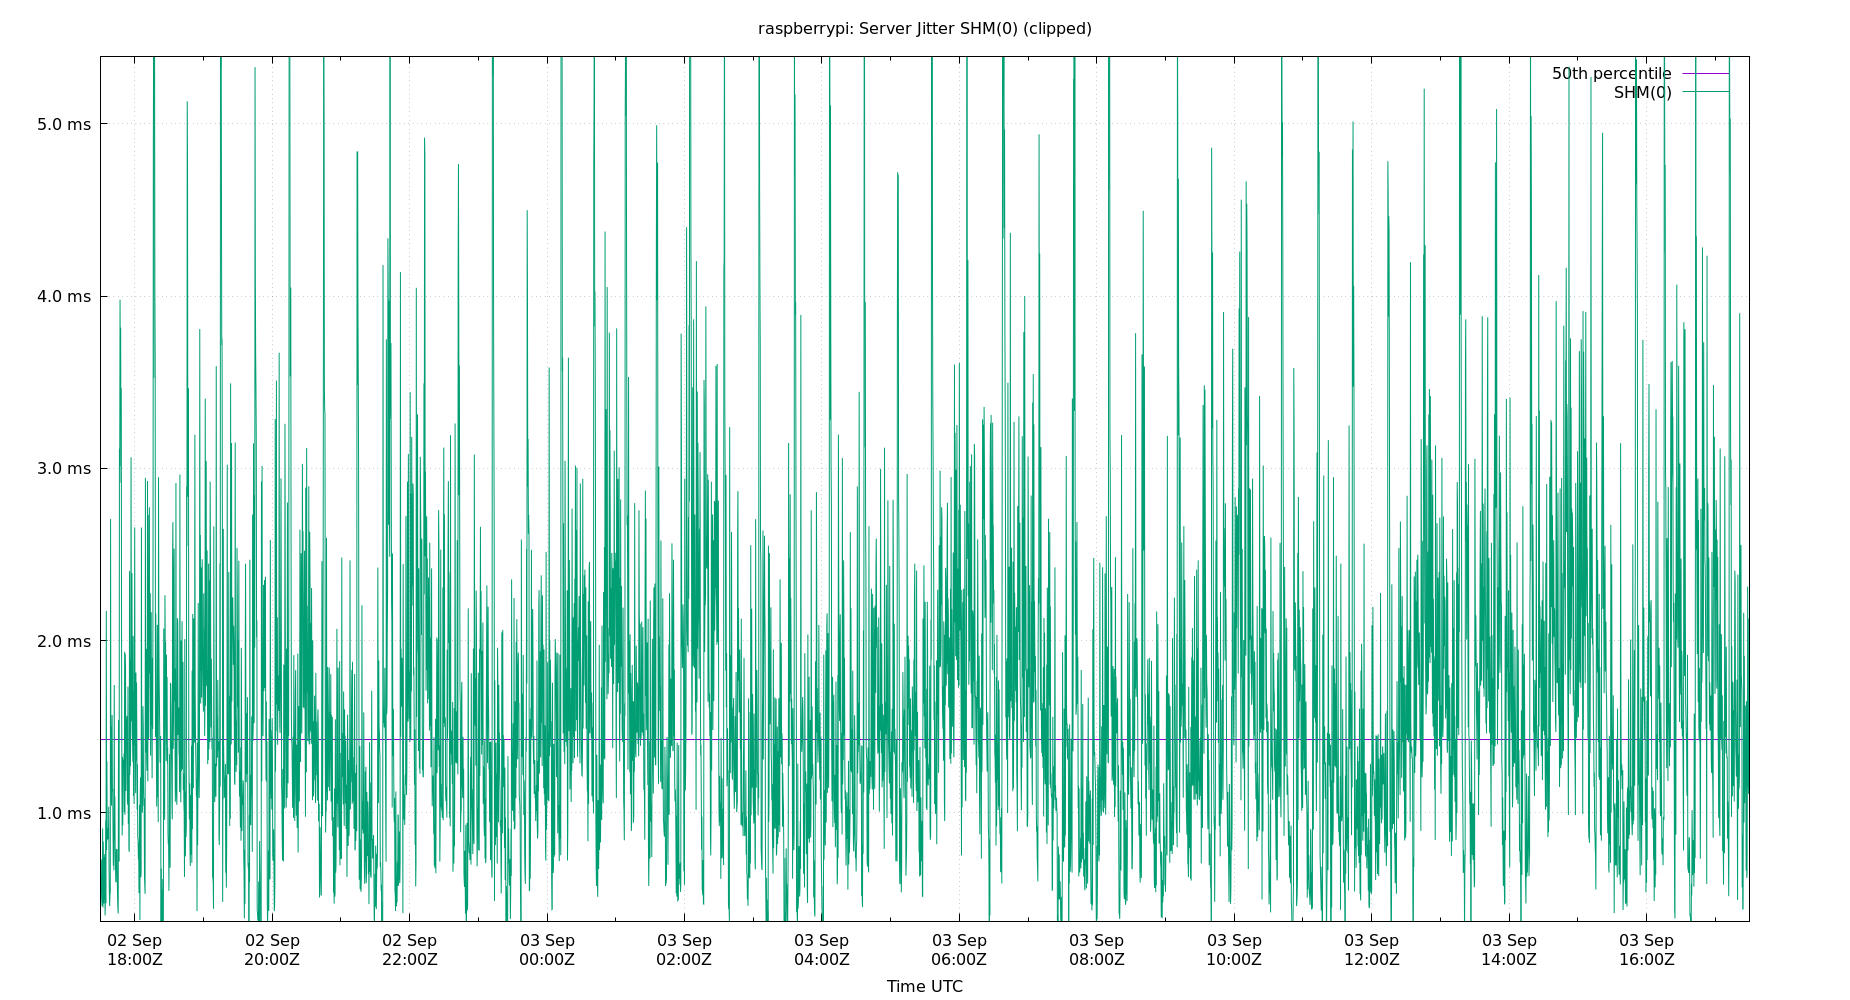 raspberrypi: Server Jitter SHM(0) (clipped)
50th percentile
SHM(0)
5.0 ms
4.0 ms
3.0 ms
2.0 ms
1.0 ms
02 Sep 02 Sep 02 Sep 03 Sep 03 Sep 03 Sep 03 Sep 03 Sep 03 Sep 03 Sep 03 Sep 03 Sep
18:00Z 20:00Z 22:00Z 00:00Z 02:00Z 04:00Z 06:00Z 08:00Z 10:00Z 12:00Z 14:00Z 16:00Z
Time UTC